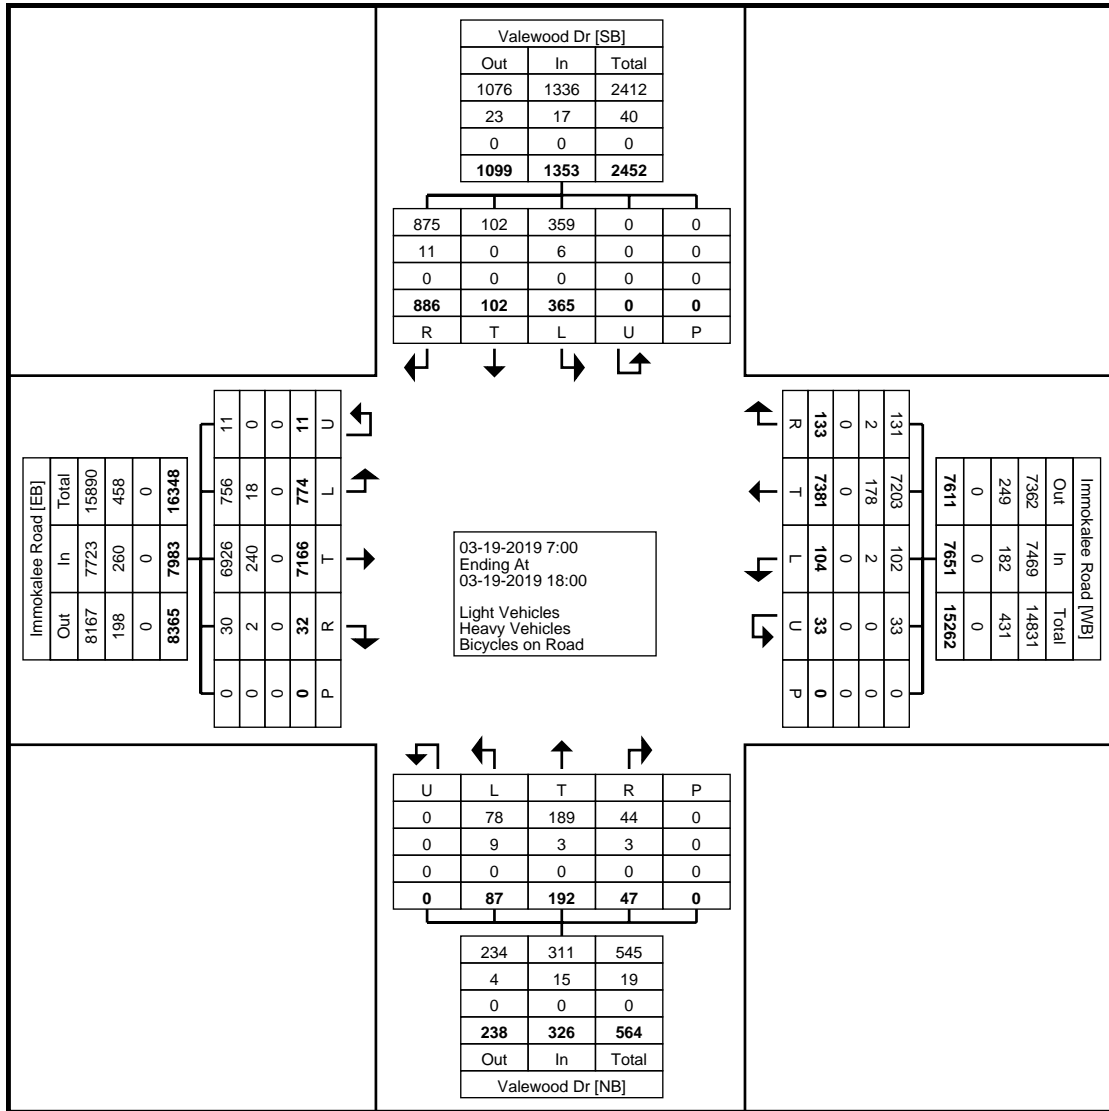 Valewood Dr [SB]
Out In Total
1076 1336 2412
23 17 40
0 0 0
1099 1353 2452
875 102 359 0 0
11 0 6 0 0
0 0 0 0 0
886 102 365 0 0
R T L U P
Immokalee Road [EB]
Total In Out
15890 7723 8167
458 260 198
0 0 0
16348 7983 8365
11 756 6926 30 0
0 18 240 2 0
0 0 0 0 0
11 774 7166 32 0
U L T R P
03-19-2019 7:00
Ending At
03-19-2019 18:00
Light Vehicles
Heavy Vehicles
Bicycles on Road
R T L U P
133 7381 104 33 0
0 0 0 0 0
2 178 2 0 0
131 7203 102 33 0
Immokalee Road [WB]
Out In Total
7362 7469 14831
249 182 431
0 0 0
7611 7651 15262
U L T R P
0 78 189 44 0
0 9 3 3 0
0 0 0 0 0
0 87 192 47 0
234 311 545
4 15 19
0 0 0
238 326 564
Out In Total
Valewood Dr [NB]